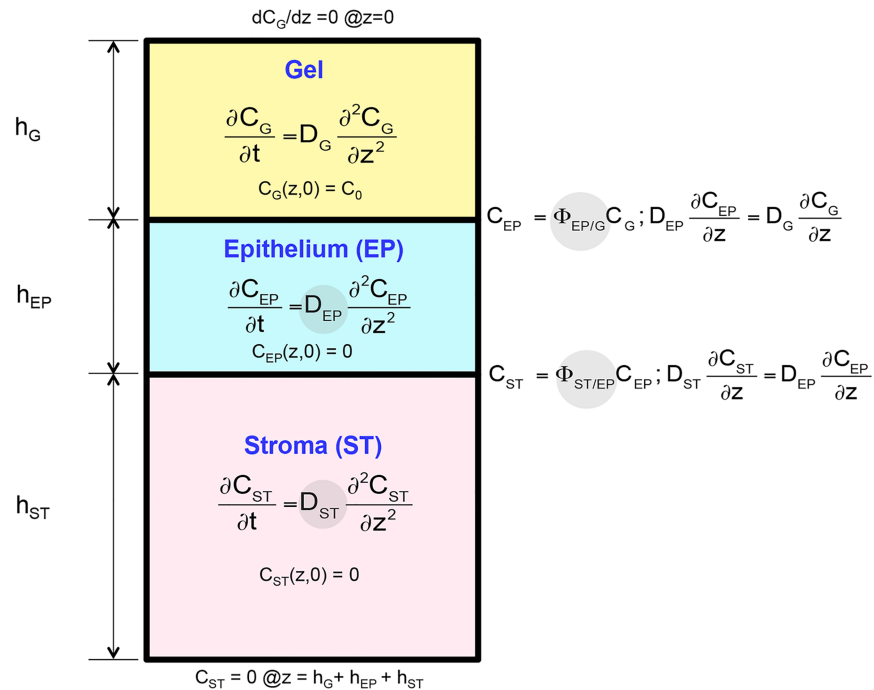 dC_G/dz =0 @z=0
h_G
Gel
∂C_G/∂t = D_G ∂²C_G/∂z²
C_G(z,0) = C_0
C_EP = Φ_EP/G C_G ; D_EP ∂C_EP/∂z = D_G ∂C_G/∂z
h_EP
Epithelium (EP)
∂C_EP/∂t = D_EP ∂²C_EP/∂z²
C_EP(z,0) = 0
C_ST = Φ_ST/EP C_EP ; D_ST ∂C_ST/∂z = D_EP ∂C_EP/∂z
h_ST
Stroma (ST)
∂C_ST/∂t = D_ST ∂²C_ST/∂z²
C_ST(z,0) = 0
C_ST = 0 @z = h_G + h_EP + h_ST